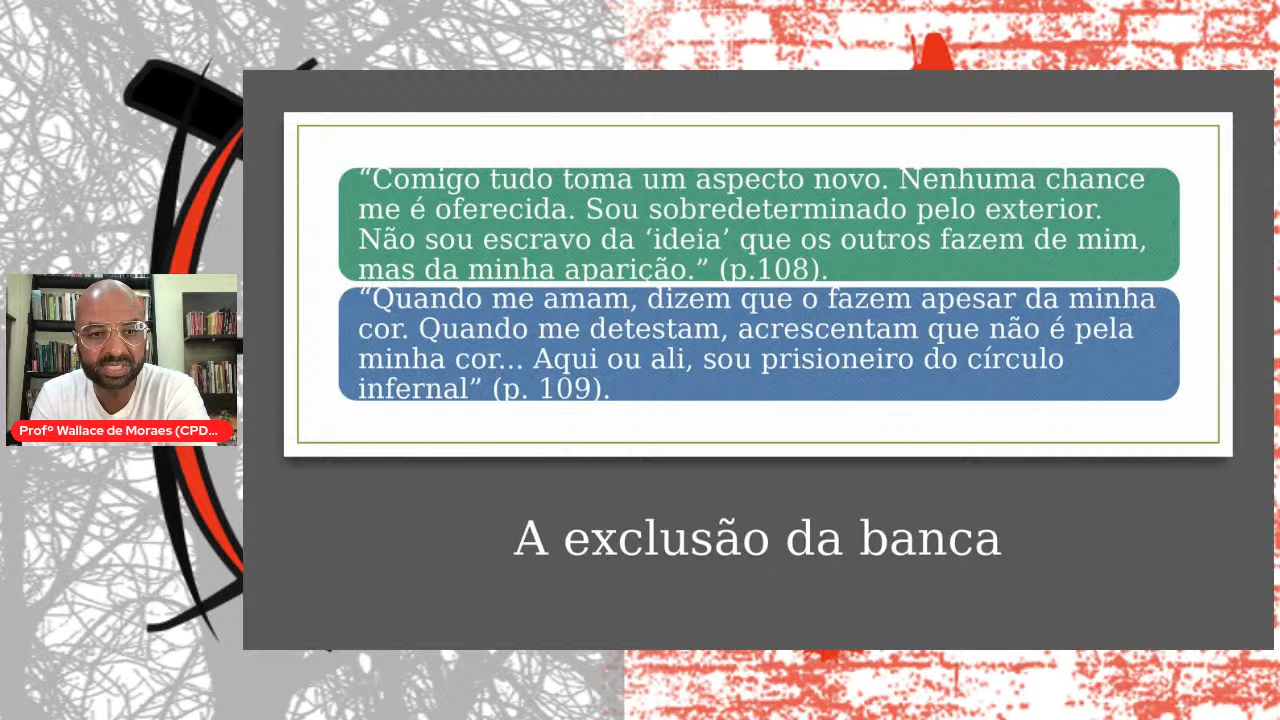 “Comigo tudo toma um aspecto novo. Nenhuma chance
me é oferecida. Sou sobredeterminado pelo exterior.
Não sou escravo da ‘ideia’ que os outros fazem de mim,
mas da minha aparição.” (p.108).
“Quando me amam, dizem que o fazem apesar da minha
cor. Quando me detestam, acrescentam que não é pela
minha cor... Aqui ou ali, sou prisioneiro do círculo
infernal” (p. 109).
Profº Wallace de Moraes (CPD...
A exclusão da banca